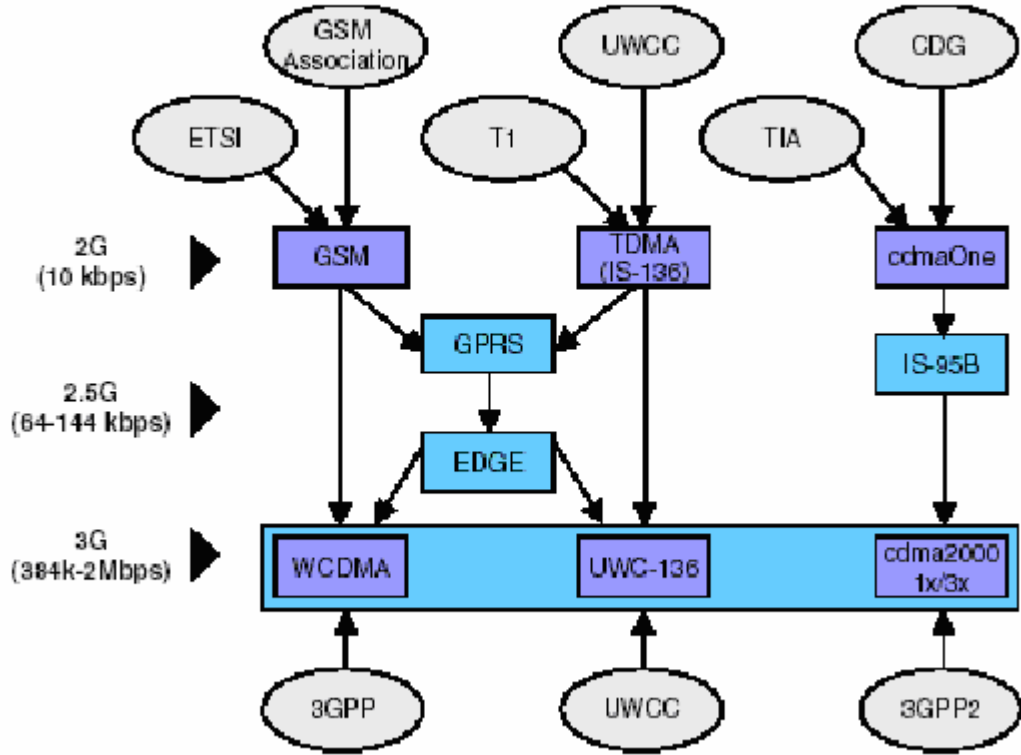 GSM
Association
UWCC
CDG
ETSI
T1
TIA
2G
(10 kbps)
GSM
TDMA
(IS-136)
cdmaOne
GPRS
IS-95B
2.5G
(64-144 kbps)
EDGE
3G
(384k-2Mbps)
WCDMA
UWC-136
cdma2000
1x/3x
3GPP
UWCC
3GPP2